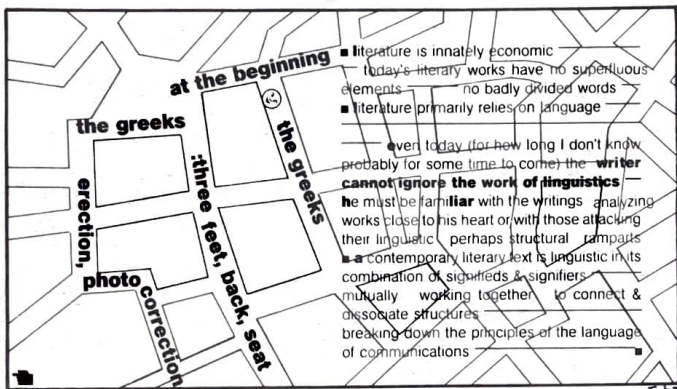 at the beginning
the greeks
the greeks
:three feet, back, seat
erection,
photo
correction
■ literature is innately economic
today's literary works have no superfluous
elements no badly divided words
■ literature primarily relies on language
even today (for how long I don't know
probably for some time to come) the writer
cannot ignore the work of linguistics
he must be familiar with the writings analyzing
works close to his heart or with those attacking
their linguistic perhaps structural ramparts
■ a contemporary literary text is linguistic in its
combination of signifieds & signifiers
mutually working together to connect &
dissociate structures
breaking down the principles of the language
of communications ■